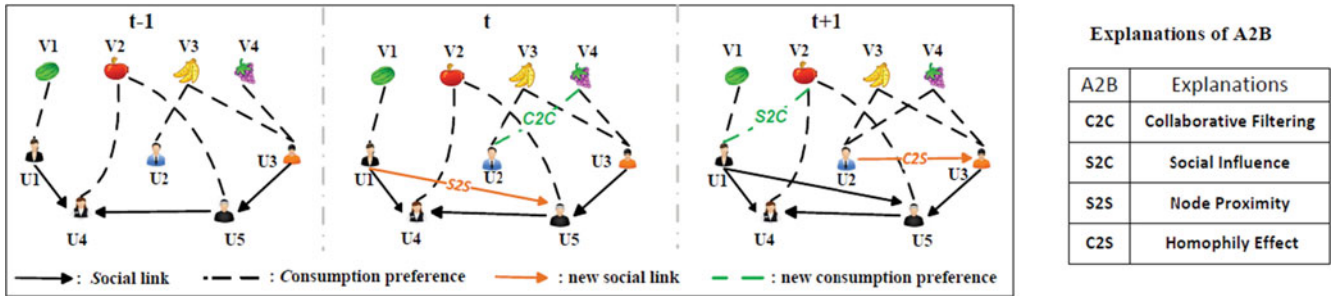 t-1
t
t+1
V1 V2 V3 V4
V1 V2 V3 V4
V1 V2 V3 V4
C2C
S2C
U1 U2 U3
U1 U2 U3
U1 U2 U3
S2S
C2S
U4 U5
U4 U5
U4 U5
: Social link
: Consumption preference
: new social link
: new consumption preference
Explanations of A2B
A2B Explanations
C2C Collaborative Filtering
S2C Social Influence
S2S Node Proximity
C2S Homophily Effect